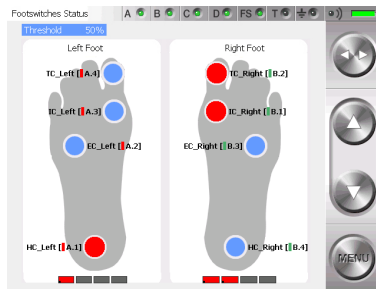 Footswitches Status A B C D FS T
Threshold 50%
Left Foot Right Foot
TC_Left [A.4] TC_Right [B.2]
IC_Left [A.3] IC_Right [B.1]
EC_Left [A.2] EC_Right [B.3]
HC_Left [A.1] HC_Right [B.4]
MENU